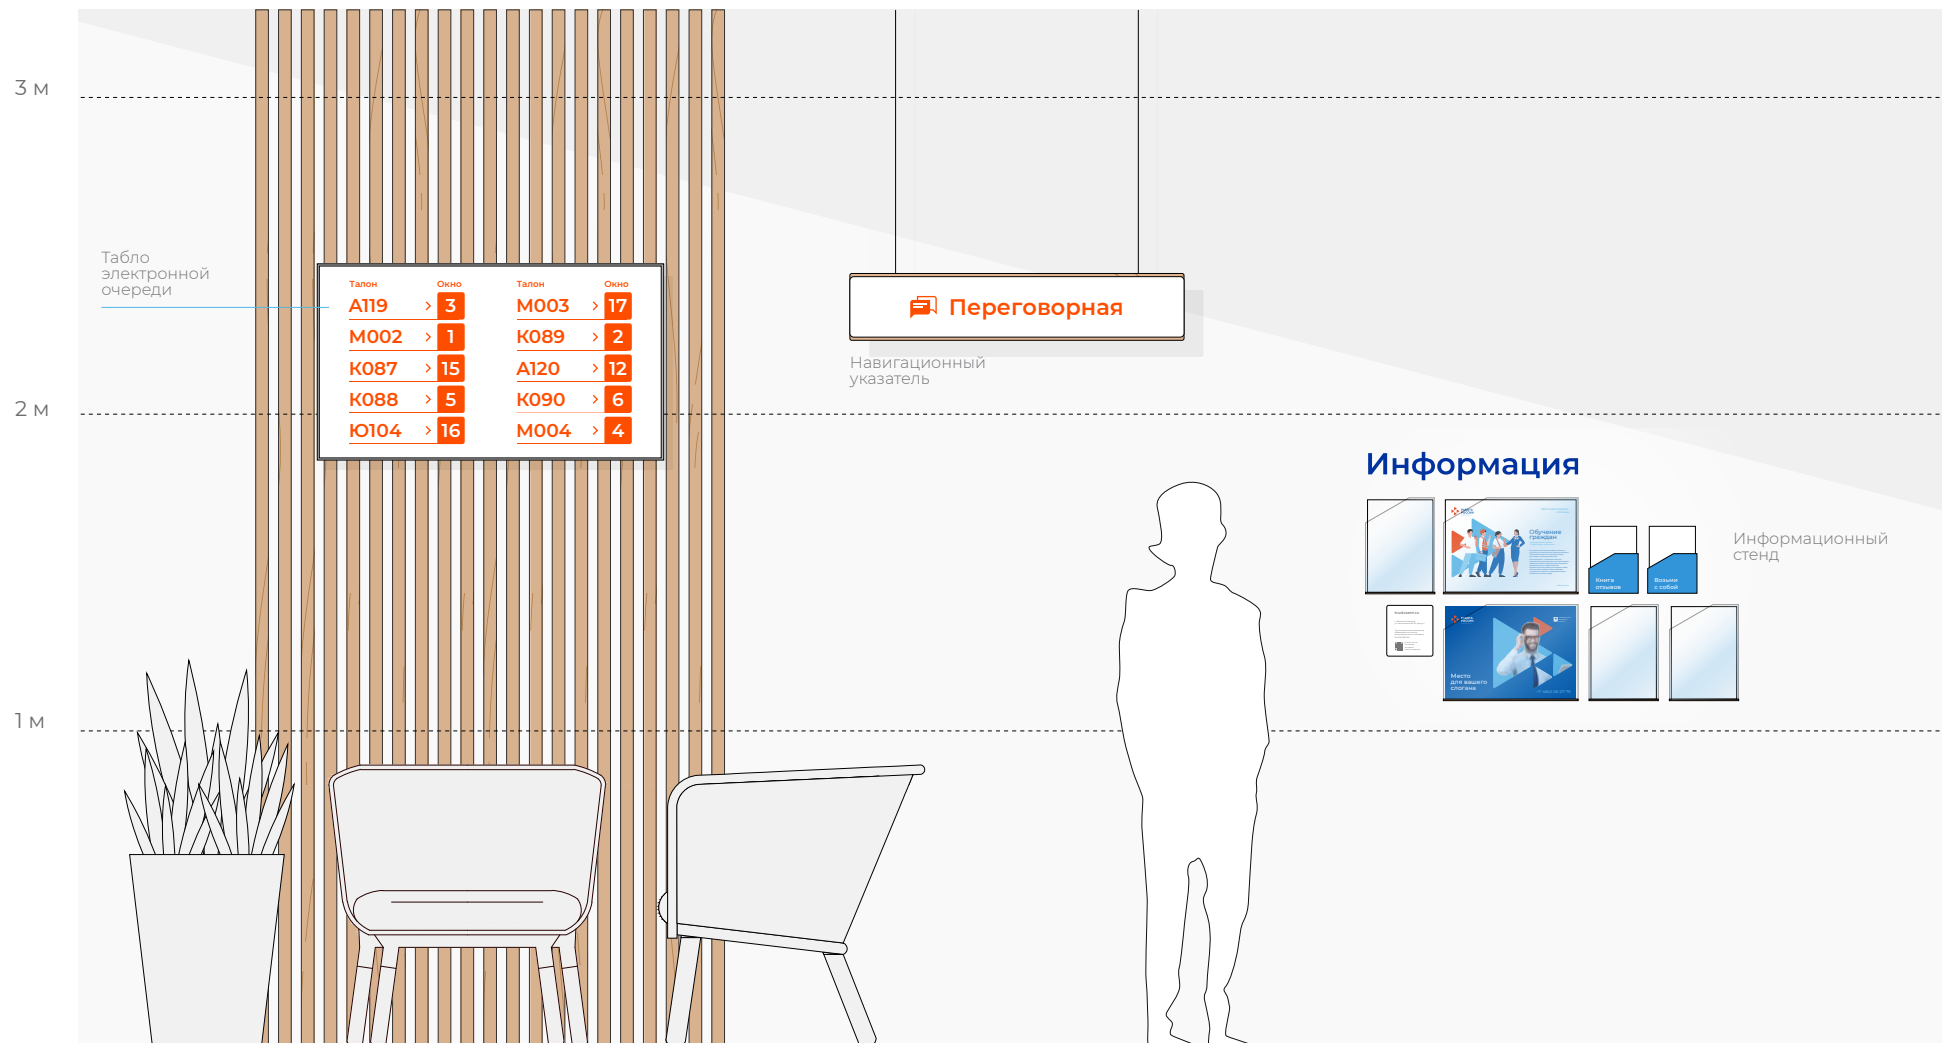 3 м
2 м
1 м
Табло
электронной
очереди
Талон Окно
А119 > 3
М002 > 1
К087 > 15
К088 > 5
Ю104 > 16
Талон Окно
М003 > 17
К089 > 2
А120 > 12
К090 > 6
М004 > 4
Переговорная
Навигационный
указатель
Информация
Обучение
граждан
Книга
отзывов
Возьми
с собой
Место
для вашего
слогана
Информационный
стенд